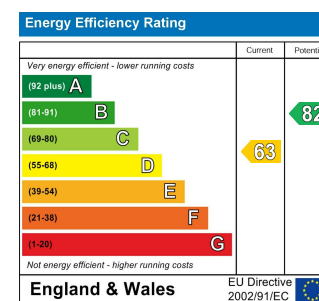 Energy Efficiency Rating
Current Potenti
Very energy efficient - lower running costs
(92 plus) A
(81-91) B 82
(69-80) C
63
(55-68) D
(39-54) E
(21-38) F
(1-20) G
Not energy efficient - higher running costs
England & Wales
EU Directive
2002/91/EC